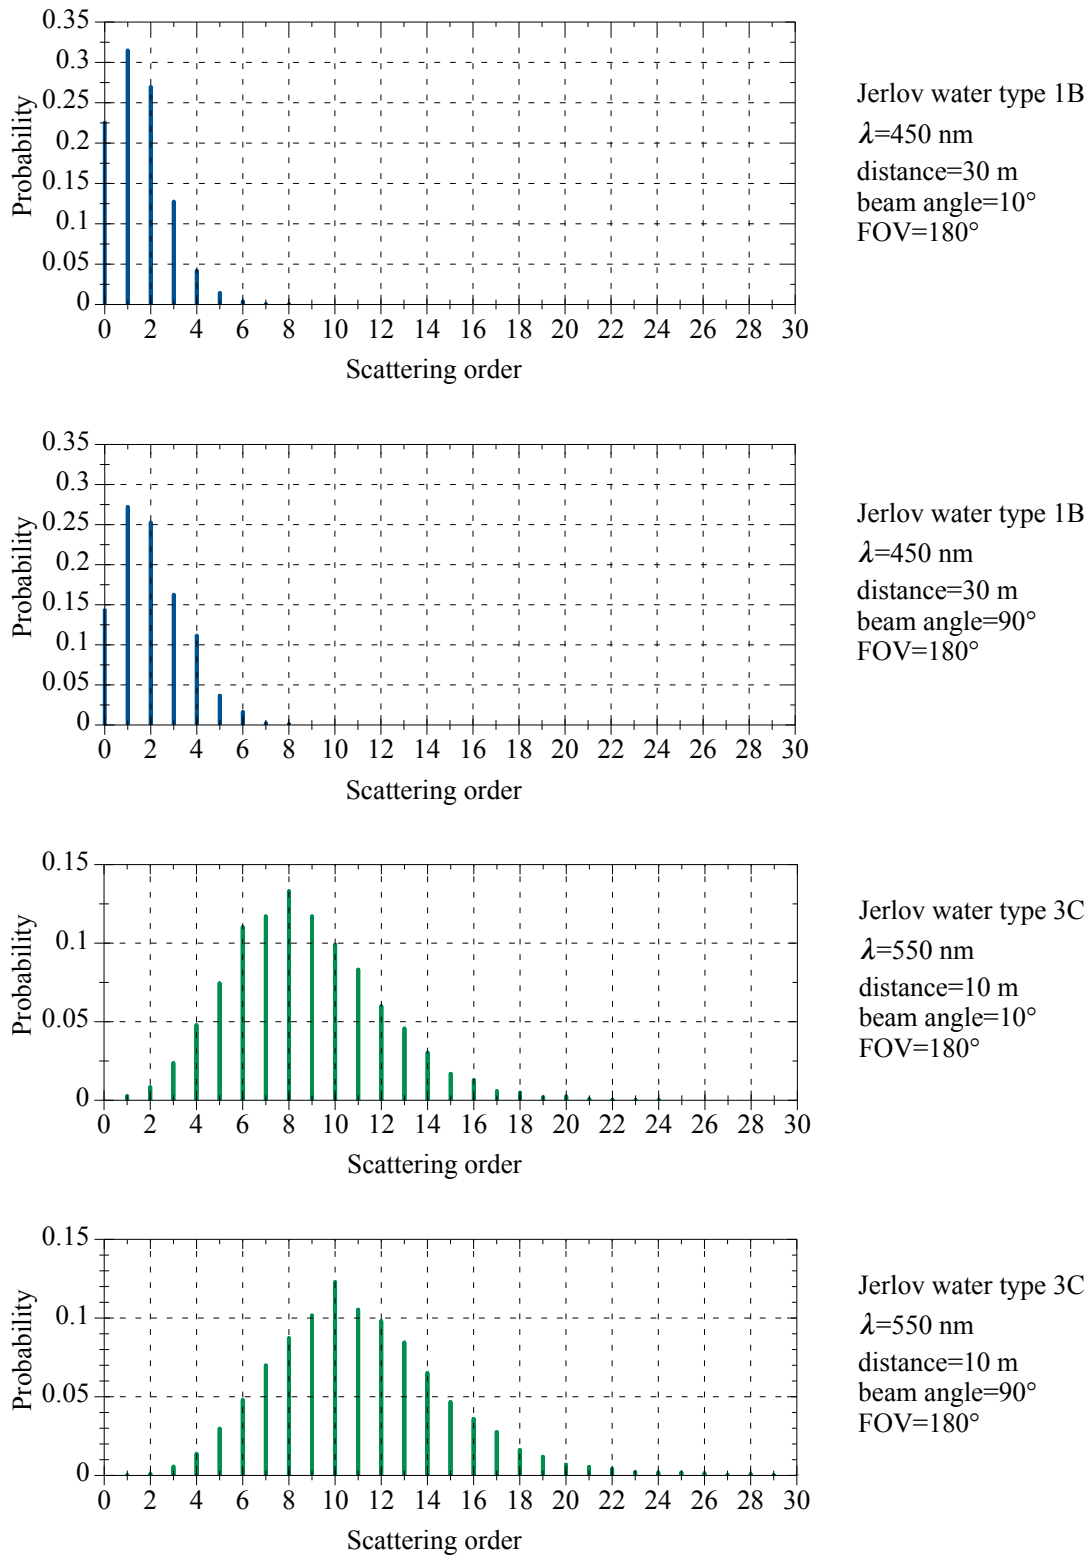 0.35
0.3
0.25
0.2
0.15
0.1
0.05
0
Probability
0 2 4 6 8 10 12 14 16 18 20 22 24 26 28 30
Scattering order
Jerlov water type 1B
λ=450 nm
distance=30 m
beam angle=10°
FOV=180°
0.35
0.3
0.25
0.2
0.15
0.1
0.05
0
Probability
0 2 4 6 8 10 12 14 16 18 20 22 24 26 28 30
Scattering order
Jerlov water type 1B
λ=450 nm
distance=30 m
beam angle=90°
FOV=180°
0.15
0.1
0.05
0
Probability
0 2 4 6 8 10 12 14 16 18 20 22 24 26 28 30
Scattering order
Jerlov water type 3C
λ=550 nm
distance=10 m
beam angle=10°
FOV=180°
0.15
0.1
0.05
0
Probability
0 2 4 6 8 10 12 14 16 18 20 22 24 26 28 30
Scattering order
Jerlov water type 3C
λ=550 nm
distance=10 m
beam angle=90°
FOV=180°